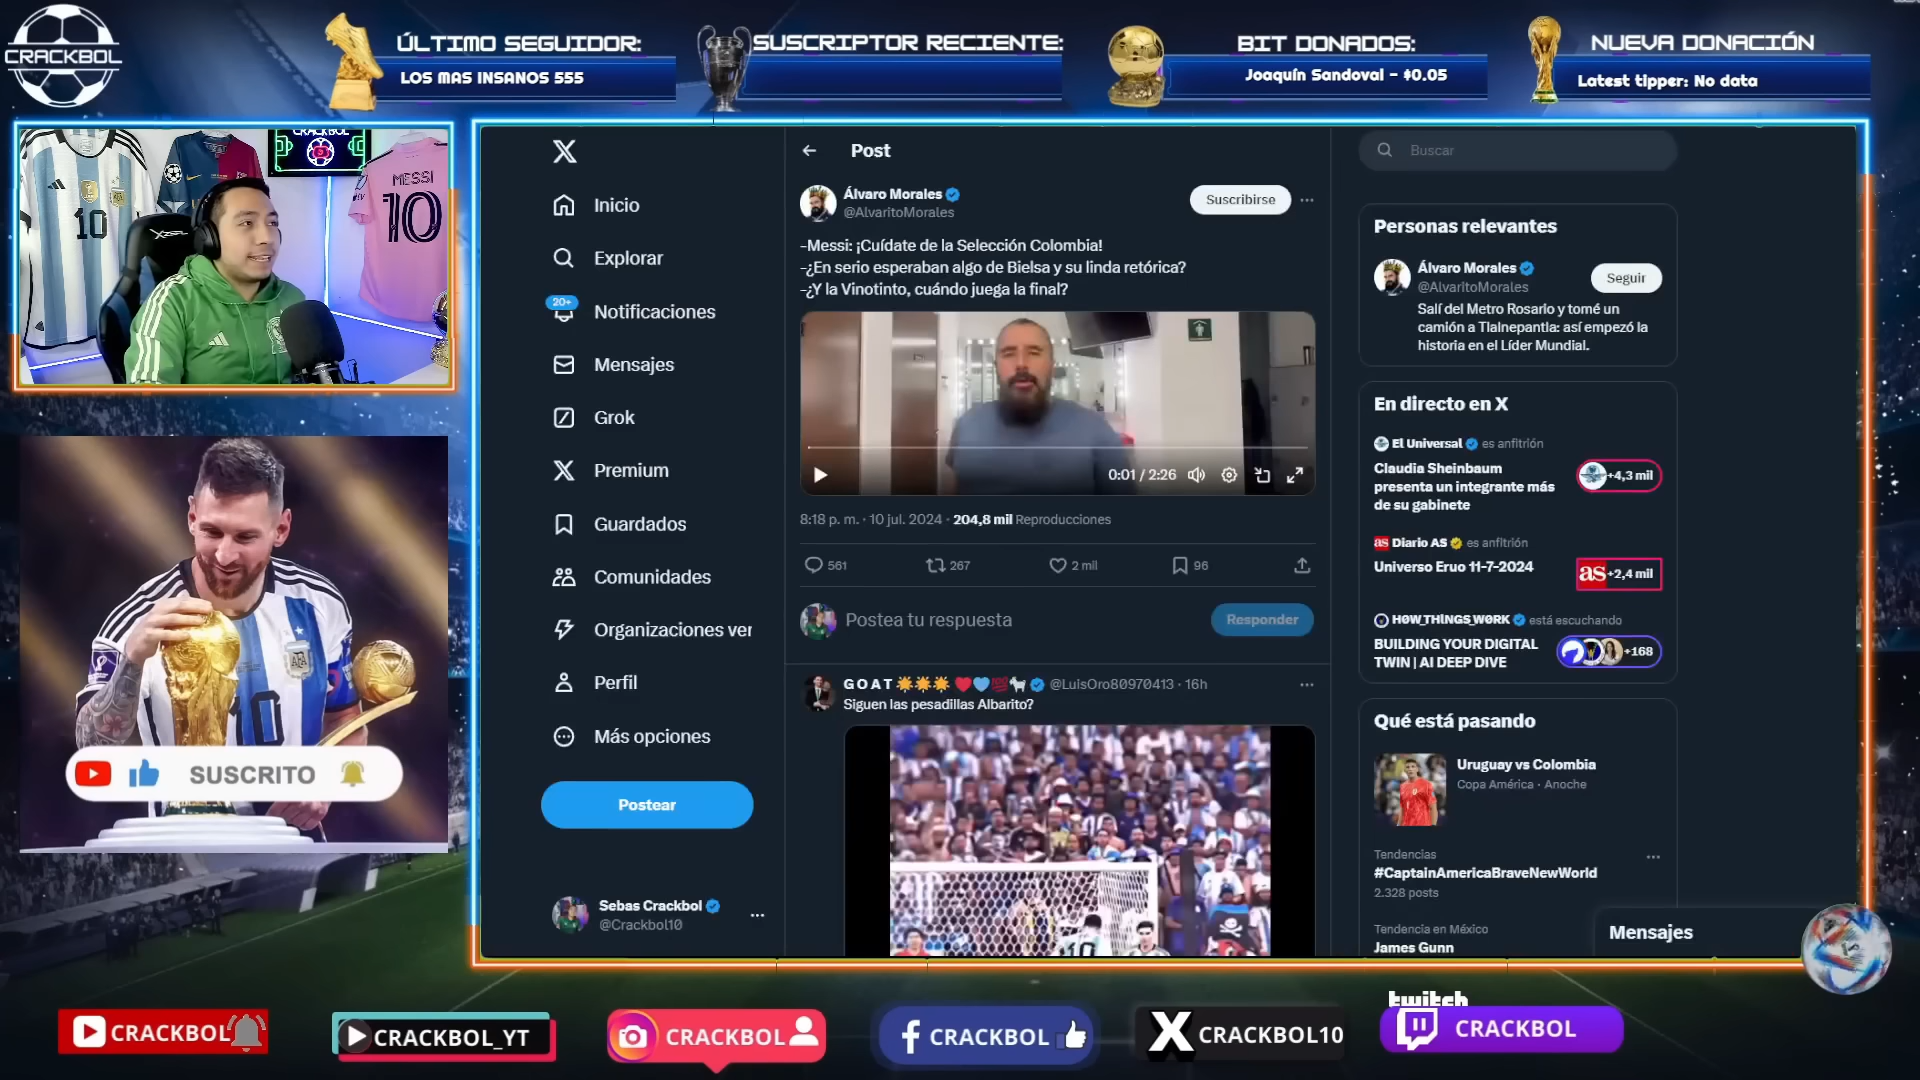 CRACKBOL
ÚLTIMO SEGUIDOR:
LOS MAS INSANOS 555
SUSCRIPTOR RECIENTE:
BIT DONADOS:
Joaquín Sandoval - $0.05
NUEVA DONACIÓN
Latest tipper: No data
CRACKBOL
10
MESSI
10
10
AFA
SUSCRITO
X
Inicio
Explorar
20+
Notificaciones
Mensajes
Grok
Premium
Guardados
Comunidades
Organizaciones ver
Perfil
Más opciones
Postear
Sebas Crackbol
@Crackbol10
Post
Álvaro Morales
@AlvaritoMorales
Suscribirse
-Messi: ¡Cuídate de la Selección Colombia!
-¿En serio esperaban algo de Bielsa y su linda retórica?
-¿Y la Vinotinto, cuándo juega la final?
0:01 / 2:26
8:18 p. m. · 10 jul. 2024 · 204,8 mil Reproducciones
561
267
2 mil
96
Postea tu respuesta
Responder
G O A T @LuisOro80970413 · 16h
Siguen las pesadillas Albarito?
10
Buscar
Personas relevantes
Álvaro Morales
@AlvaritoMorales
Seguir
Salí del Metro Rosario y tomé un
camión a Tlalnepantla: así empezó la
historia en el Líder Mundial.
En directo en X
El Universal es anfitrión
Claudia Sheinbaum
presenta un integrante más
de su gabinete
+4,3 mil
as Diario AS es anfitrión
Universo Eruo 11-7-2024
as +2,4 mil
HØW_THİNGS_WØRK está escuchando
BUILDING YOUR DIGITAL
TWIN | AI DEEP DIVE
+168
Qué está pasando
Uruguay vs Colombia
Copa América · Anoche
Tendencias
#CaptainAmericaBraveNewWorld
2.328 posts
Tendencia en México
James Gunn
Mensajes
CRACKBOL
CRACKBOL_YT
CRACKBOL
CRACKBOL
CRACKBOL10
twitch
CRACKBOL